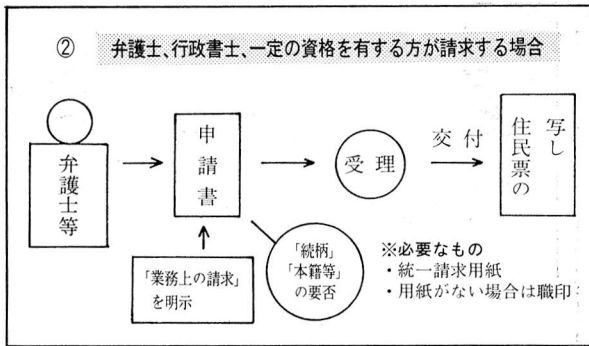 ② 弁護士、行政書士、一定の資格を有する方が請求する場合
弁護士等
申請書
受理
交付
住民票の
写し
「業務上の請求」
を明示
「続柄」
「本籍等」
の要否
※必要なもの
・統一請求用紙
・用紙がない場合は職印